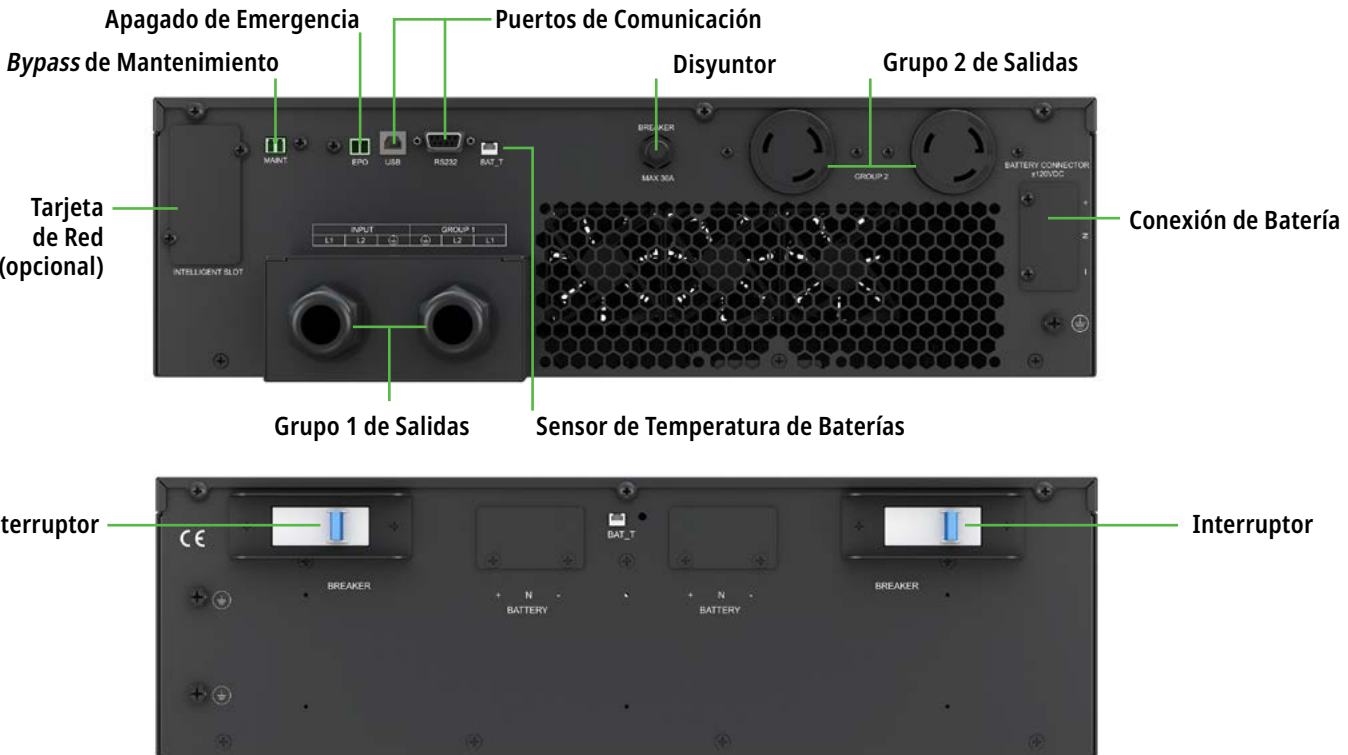 Apagado de Emergencia
Puertos de Comunicación
Bypass de Mantenimiento
Disyuntor
Grupo 2 de Salidas
BREAKER
MAINT.
EPO
USB
RS232
BAT_T
MAX 30A
GROUP 2
BATTERY CONNECTOR
±120VDC
+
N
-
Tarjeta
de Red
(opcional)
Conexión de Batería
INPUT GROUP 1
L1 L2 L2 L1
INTELLIGENT SLOT
Grupo 1 de Salidas
Sensor de Temperatura de Baterías
terruptor
Interruptor
CE
BAT_T
BREAKER
BREAKER
+ N - + N -
BATTERY BATTERY